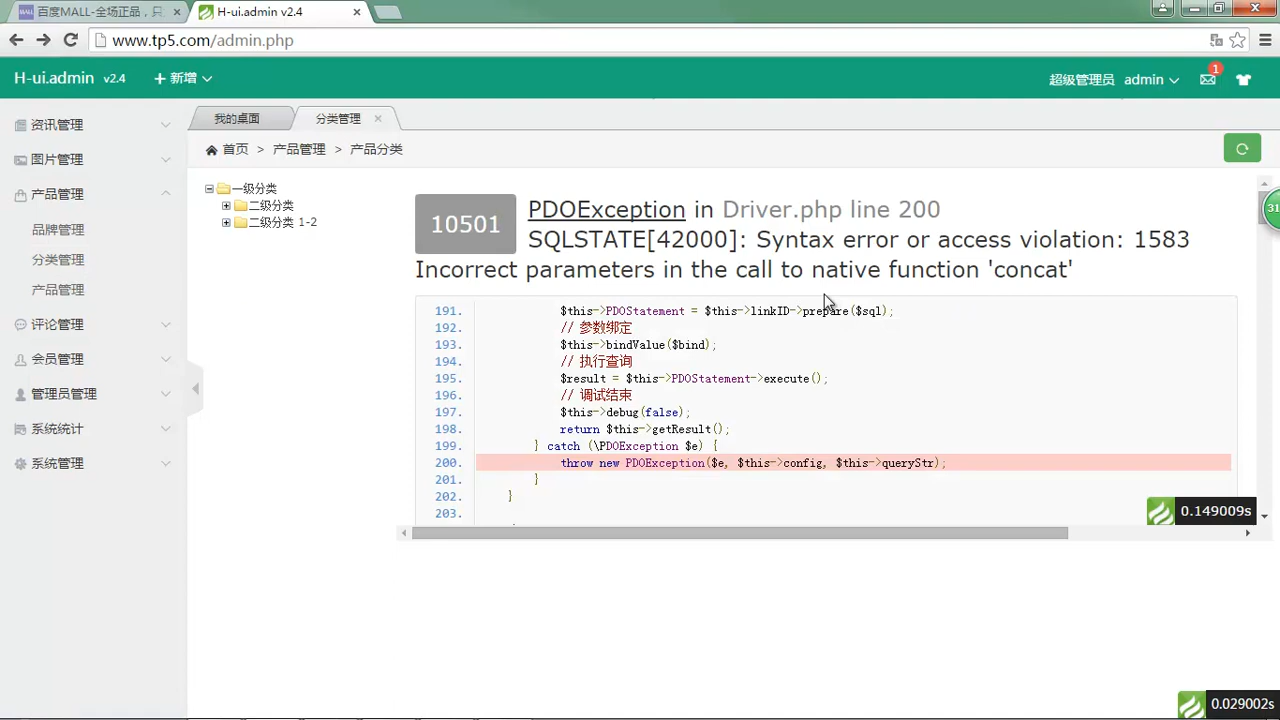 百度MALL-全场正品，只
H-ui.admin v2.4
www.tp5.com/admin.php
H-ui.admin v2.4
新增
超级管理员 admin
1
资讯管理
图片管理
产品管理
品牌管理
分类管理
产品管理
评论管理
会员管理
管理员管理
系统统计
系统管理
我的桌面
分类管理
首页 > 产品管理 > 产品分类
一级分类
二级分类
二级分类 1-2
10501
PDOException in Driver.php line 200
SQLSTATE[42000]: Syntax error or access violation: 1583
Incorrect parameters in the call to native function 'concat'
191. $this->PDOStatement = $this->linkID->prepare($sql);
192. // 参数绑定
193. $this->bindValue($bind);
194. // 执行查询
195. $result = $this->PDOStatement->execute();
196. // 调试结束
197. $this->debug(false);
198. return $this->getResult();
199. } catch (\PDOException $e) {
200. throw new PDOException($e, $this->config, $this->queryStr);
201. }
202. }
203.
31
0.149009s
0.029002s